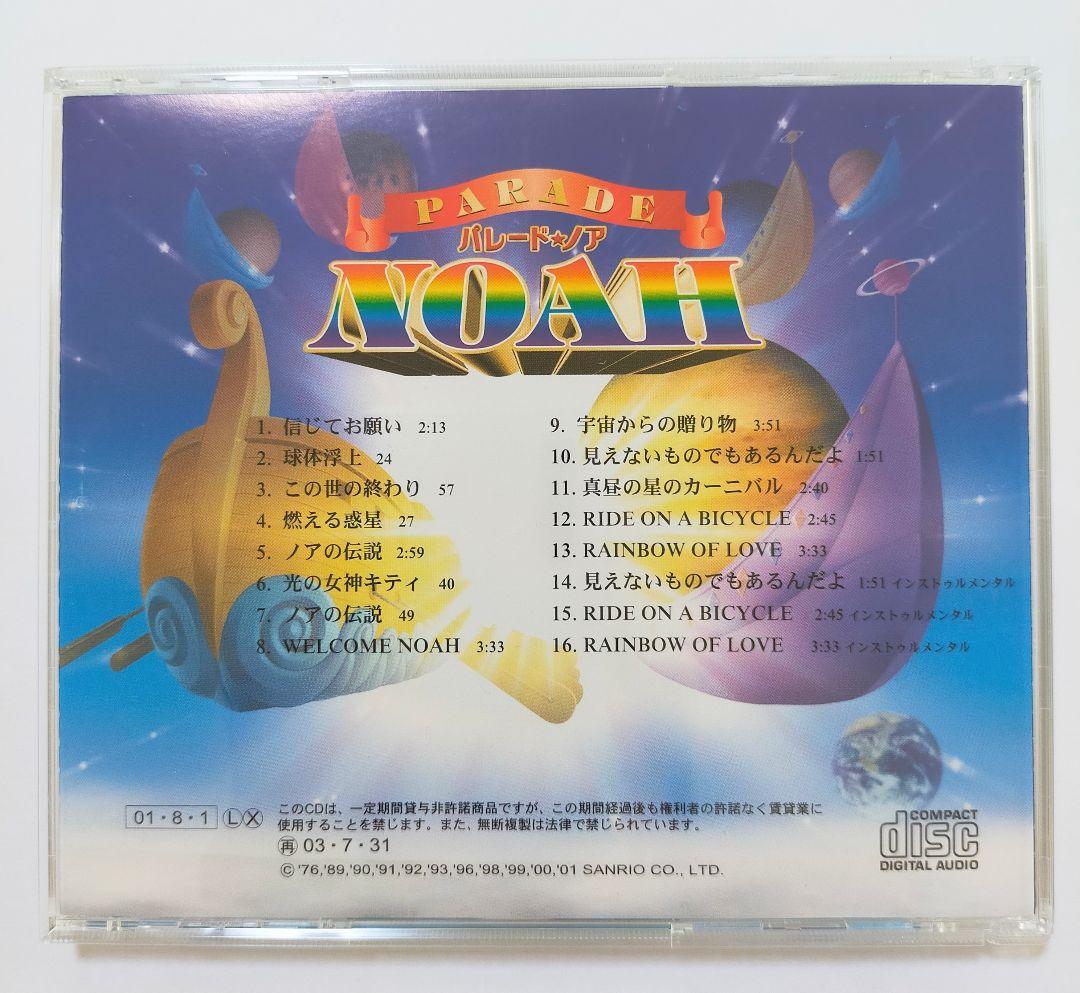 PARADE
パレード★ノア
NOAH
1. 信じてお願い 2:13
2. 球体浮上 24
3. この世の終わり 57
4. 燃える惑星 27
5. ノアの伝説 2:59
6. 光の女神キティ 40
7. ノアの伝説 49
8. WELCOME NOAH 3:33
9. 宇宙からの贈り物 3:51
10. 見えないものでもあるんだよ 1:51
11. 真昼の星のカーニバル 2:40
12. RIDE ON A BICYCLE 2:45
13. RAINBOW OF LOVE 3:33
14. 見えないものでもあるんだよ 1:51 インストゥルメンタル
15. RIDE ON A BICYCLE 2:45 インストゥルメンタル
16. RAINBOW OF LOVE 3:33 インストゥルメンタル
01・8・1 Ⓛ Ⓧ
このCDは、一定期間貸与非許諾商品ですが、この期間経過後も権利者の許諾なく賃貸業に
使用することを禁じます。また、無断複製は法律で禁じられています。
㊢ 03・7・31
©'76,'89,'90,'91,'92,'93,'96,'98,'99,'00,'01 SANRIO CO., LTD.
COMPACT
disc
DIGITAL AUDIO